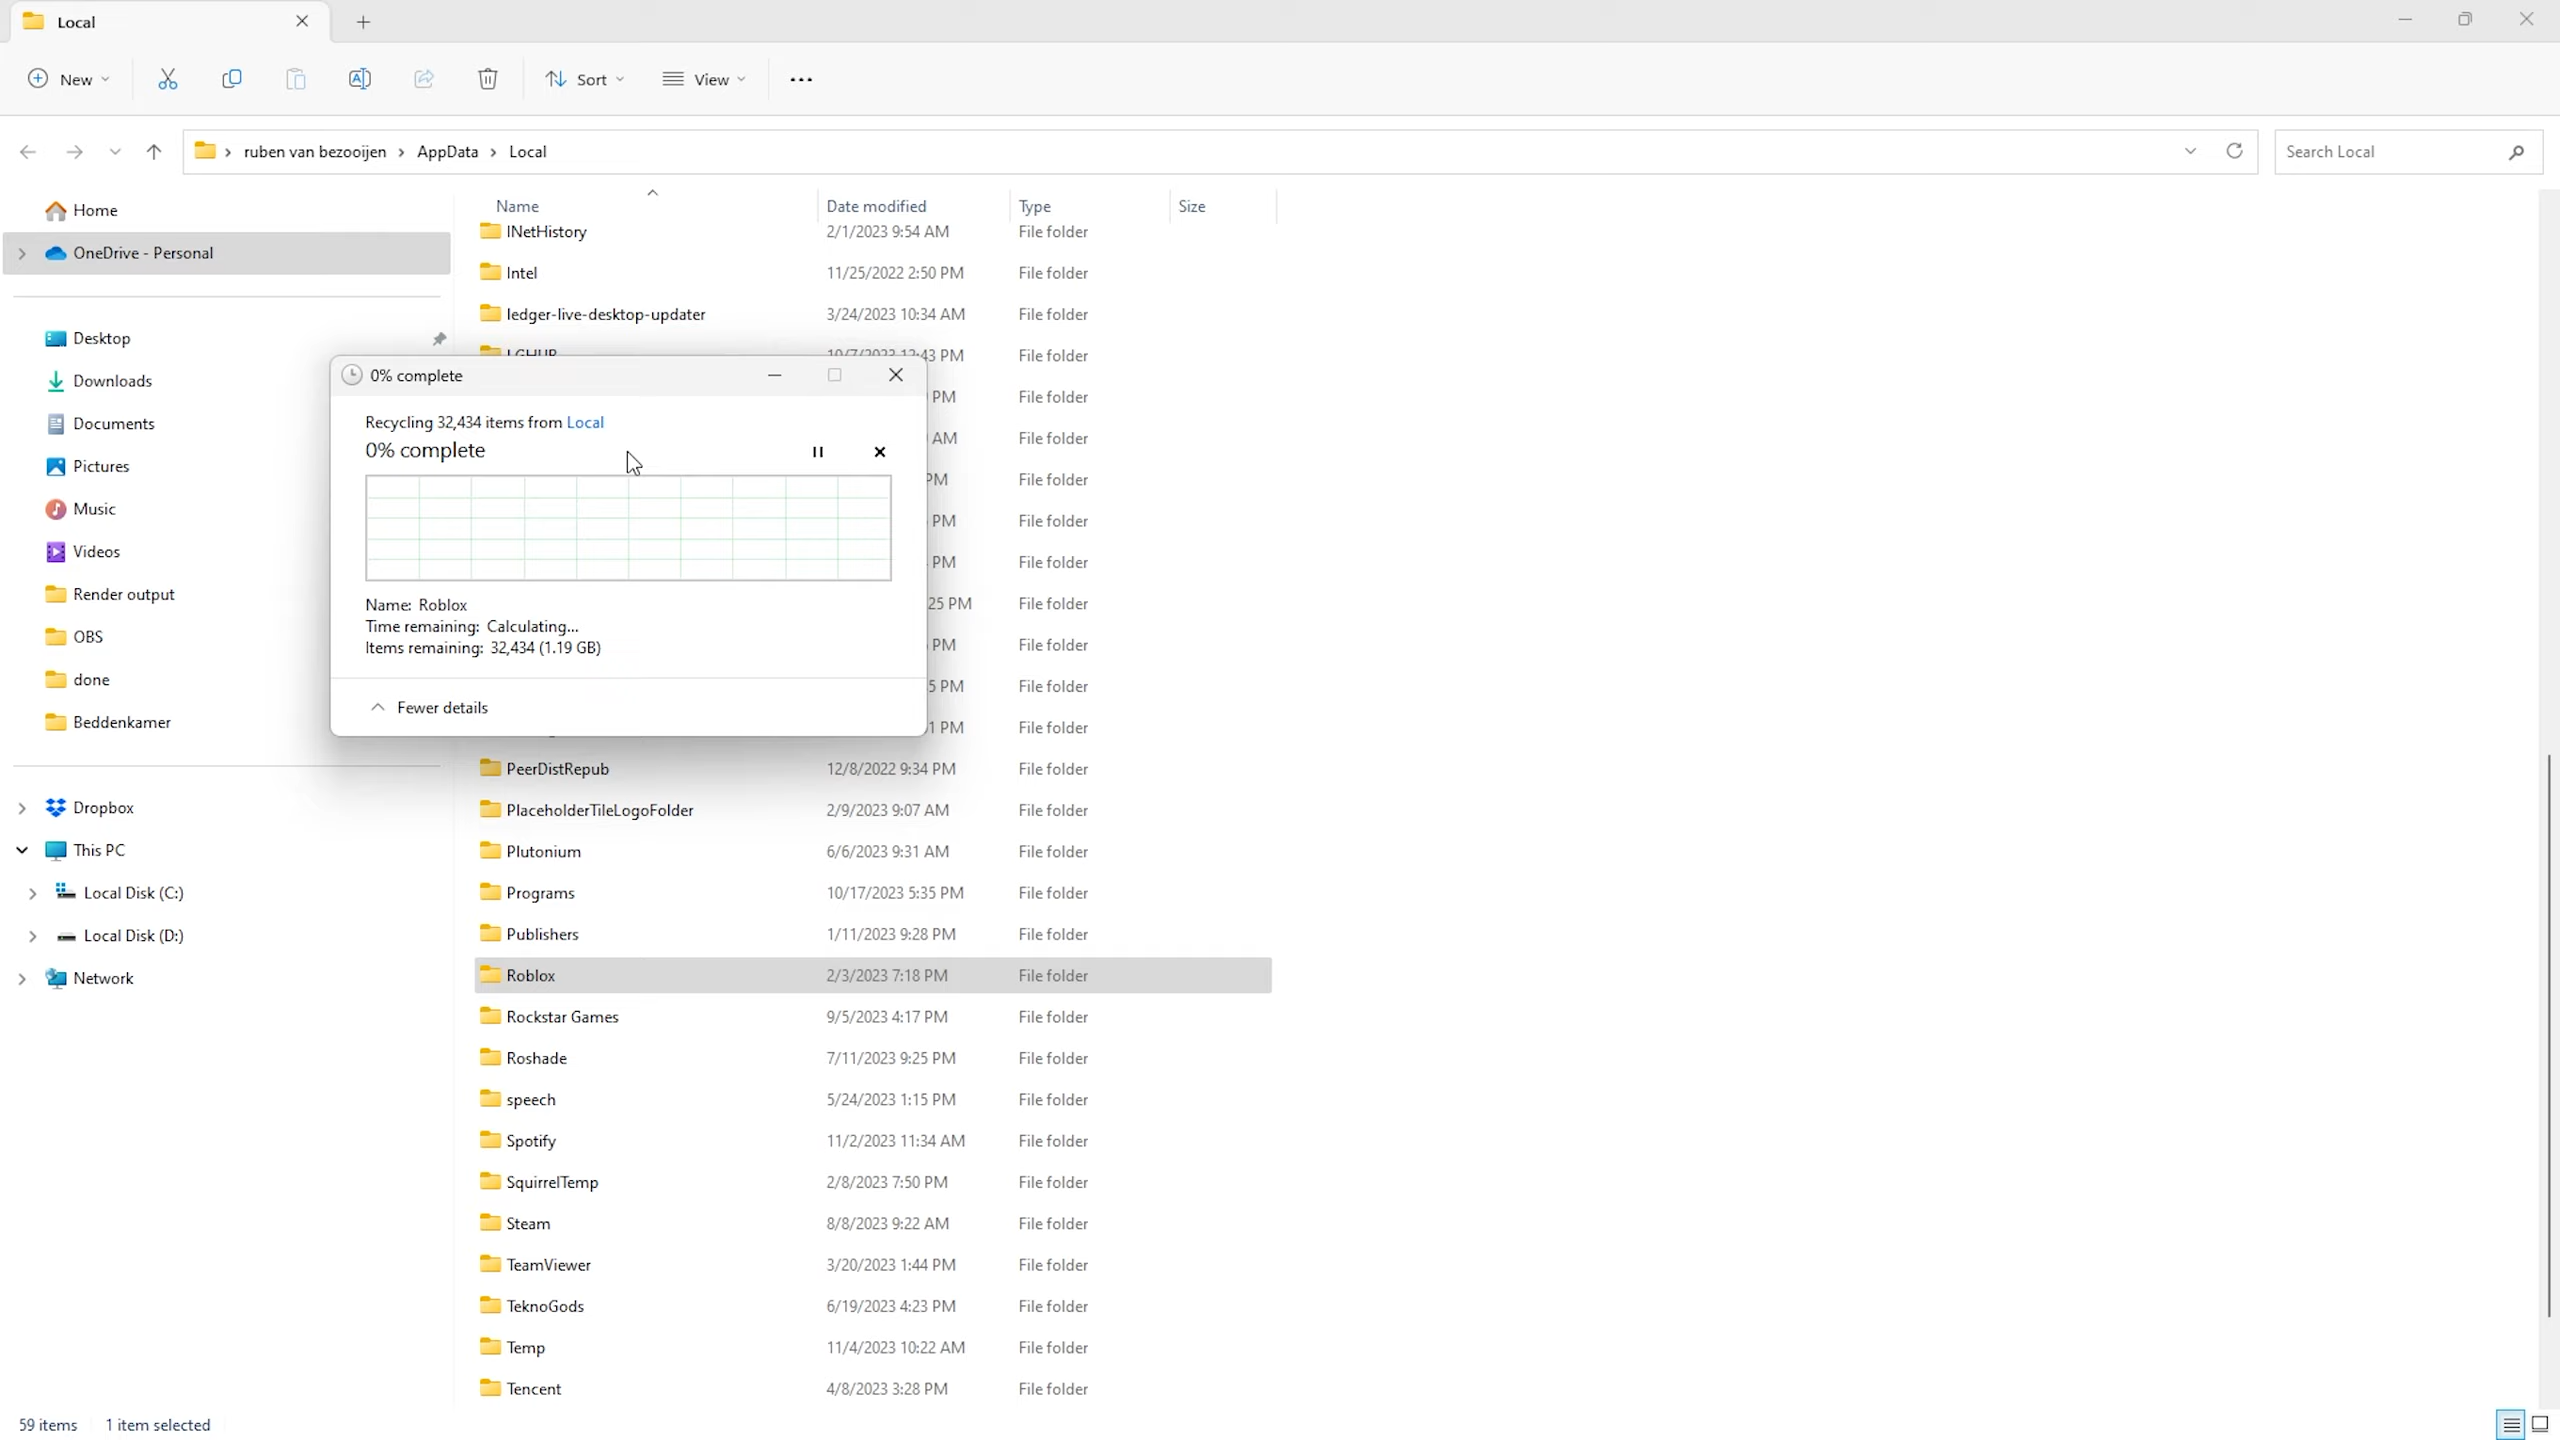 Local
New
Sort
View
ruben van bezooijen > AppData > Local
Search Local
Home
OneDrive - Personal
Desktop
Downloads
Documents
Pictures
Music
Videos
Render output
OBS
done
Beddenkamer
Dropbox
This PC
Local Disk (C:)
Local Disk (D:)
Network
Name Date modified Type Size
INetHistory 2/1/2023 9:54 AM File folder
Intel 11/25/2022 2:50 PM File folder
ledger-live-desktop-updater 3/24/2023 10:34 AM File folder
LGHUB 10/7/2023 12:43 PM File folder
PM File folder
AM File folder
PM File folder
PM File folder
PM File folder
25 PM File folder
PM File folder
5 PM File folder
1 PM File folder
PeerDistRepub 12/8/2022 9:34 PM File folder
PlaceholderTileLogoFolder 2/9/2023 9:07 AM File folder
Plutonium 6/6/2023 9:31 AM File folder
Programs 10/17/2023 5:35 PM File folder
Publishers 1/11/2023 9:28 PM File folder
Roblox 2/3/2023 7:18 PM File folder
Rockstar Games 9/5/2023 4:17 PM File folder
Roshade 7/11/2023 9:25 PM File folder
speech 5/24/2023 1:15 PM File folder
Spotify 11/2/2023 11:34 AM File folder
SquirrelTemp 2/8/2023 7:50 PM File folder
Steam 8/8/2023 9:22 AM File folder
TeamViewer 3/20/2023 1:44 PM File folder
TeknoGods 6/19/2023 4:23 PM File folder
Temp 11/4/2023 10:22 AM File folder
Tencent 4/8/2023 3:28 PM File folder
0% complete
Recycling 32,434 items from Local
0% complete
Name: Roblox
Time remaining: Calculating...
Items remaining: 32,434 (1.19 GB)
Fewer details
59 items 1 item selected